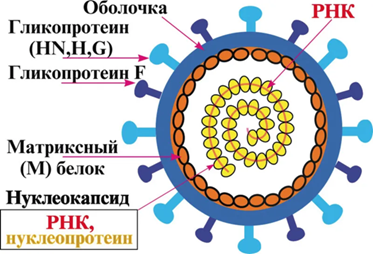 Оболочка
Гликопротеин
(HN,H,G)
Гликопротеин F
РНК
Матриксный
(М) белок
Нуклеокапсид
РНК,
нуклеопротеин